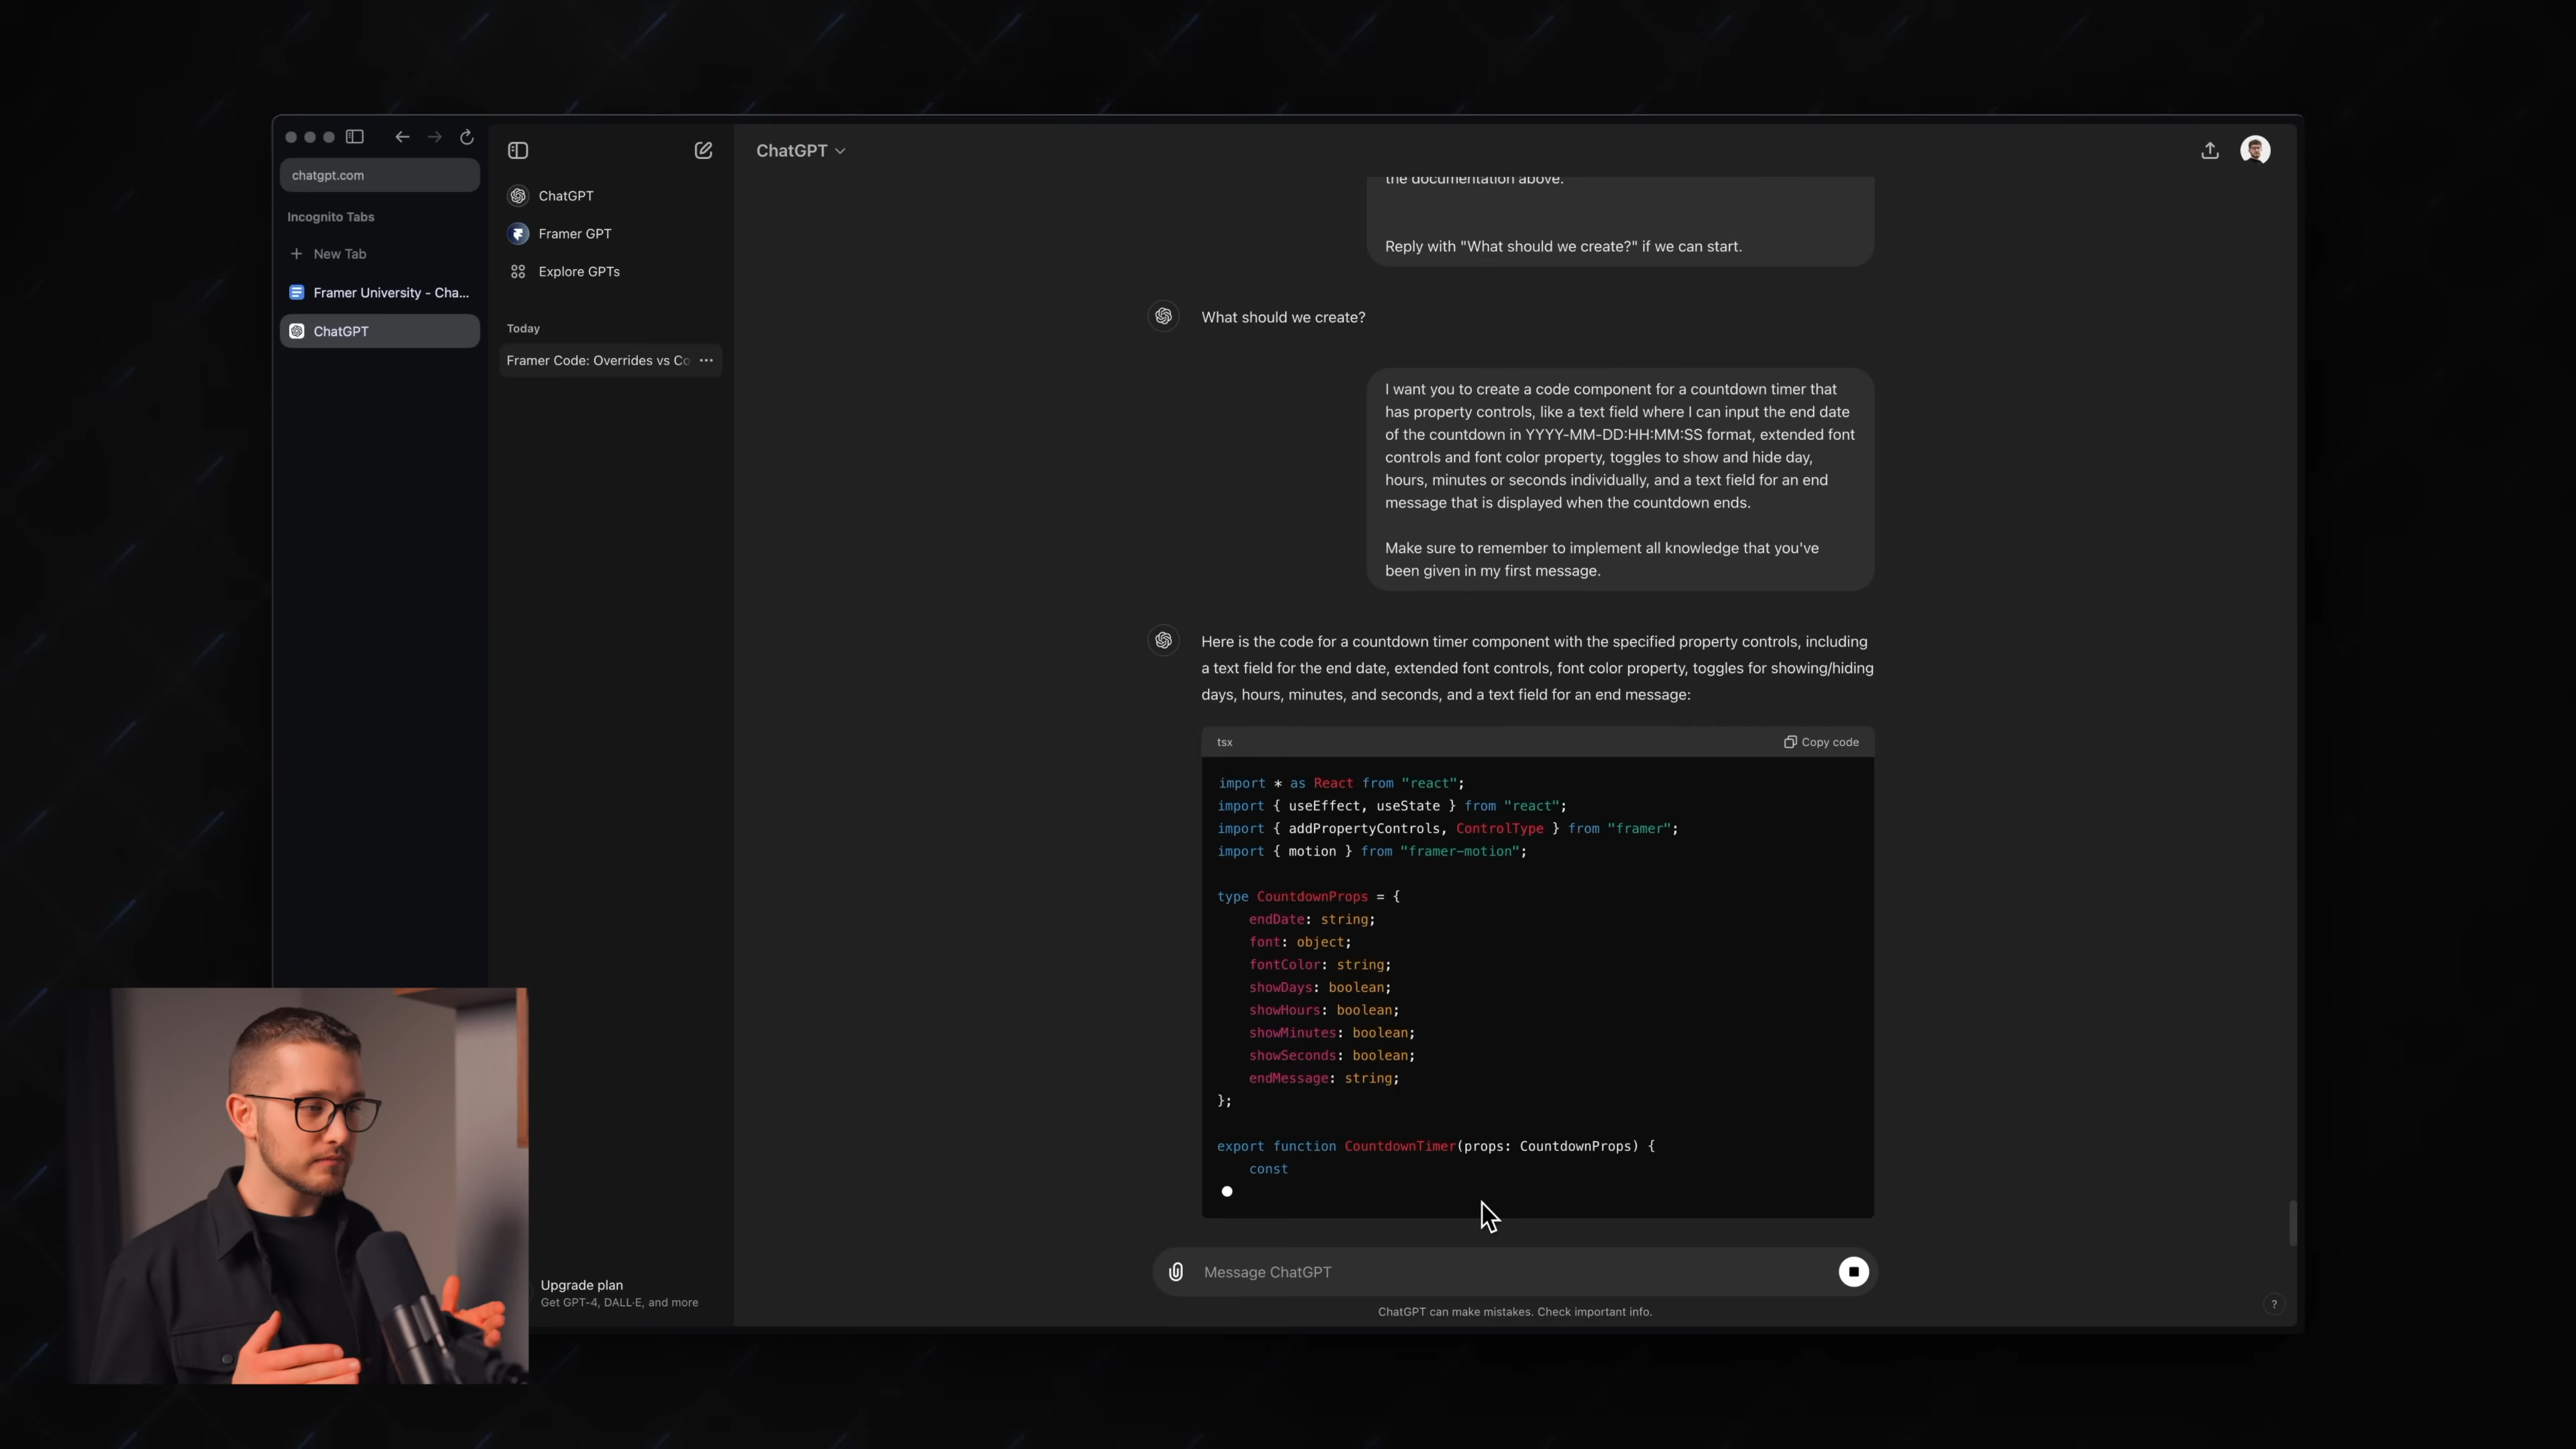 chatgpt.com
Incognito Tabs
New Tab
Framer University - Cha...
ChatGPT
ChatGPT
Framer GPT
Explore GPTs
Today
Framer Code: Overrides vs Co
Upgrade plan
Get GPT-4, DALL·E, and more
ChatGPT
the documentation above.
Reply with "What should we create?" if we can start.
What should we create?
I want you to create a code component for a countdown timer that
has property controls, like a text field where I can input the end date
of the countdown in YYYY-MM-DD:HH:MM:SS format, extended font
controls and font color property, toggles to show and hide day,
hours, minutes or seconds individually, and a text field for an end
message that is displayed when the countdown ends.
Make sure to remember to implement all knowledge that you've
been given in my first message.
Here is the code for a countdown timer component with the specified property controls, including
a text field for the end date, extended font controls, font color property, toggles for showing/hiding
days, hours, minutes, and seconds, and a text field for an end message:
tsx
Copy code
import * as React from "react";
import { useEffect, useState } from "react";
import { addPropertyControls, ControlType } from "framer";
import { motion } from "framer-motion";
type CountdownProps = {
endDate: string;
font: object;
fontColor: string;
showDays: boolean;
showHours: boolean;
showMinutes: boolean;
showSeconds: boolean;
endMessage: string;
};
export function CountdownTimer(props: CountdownProps) {
const
Message ChatGPT
ChatGPT can make mistakes. Check important info.
?